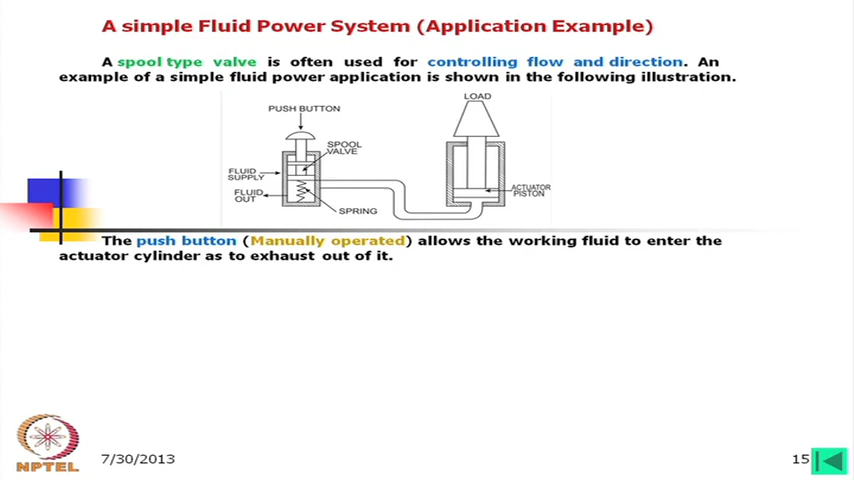 A simple Fluid Power System (Application Example)
A spool type valve is often used for controlling flow and direction. An
example of a simple fluid power application is shown in the following illustration.
LOAD
PUSH BUTTON
SPOOL
VALVE
FLUID
SUPPLY
FLUID
OUT
ACTUATOR
PISTON
SPRING
The push button (Manually operated) allows the working fluid to enter the
actuator cylinder as to exhaust out of it.
NPTEL
7/30/2013
15